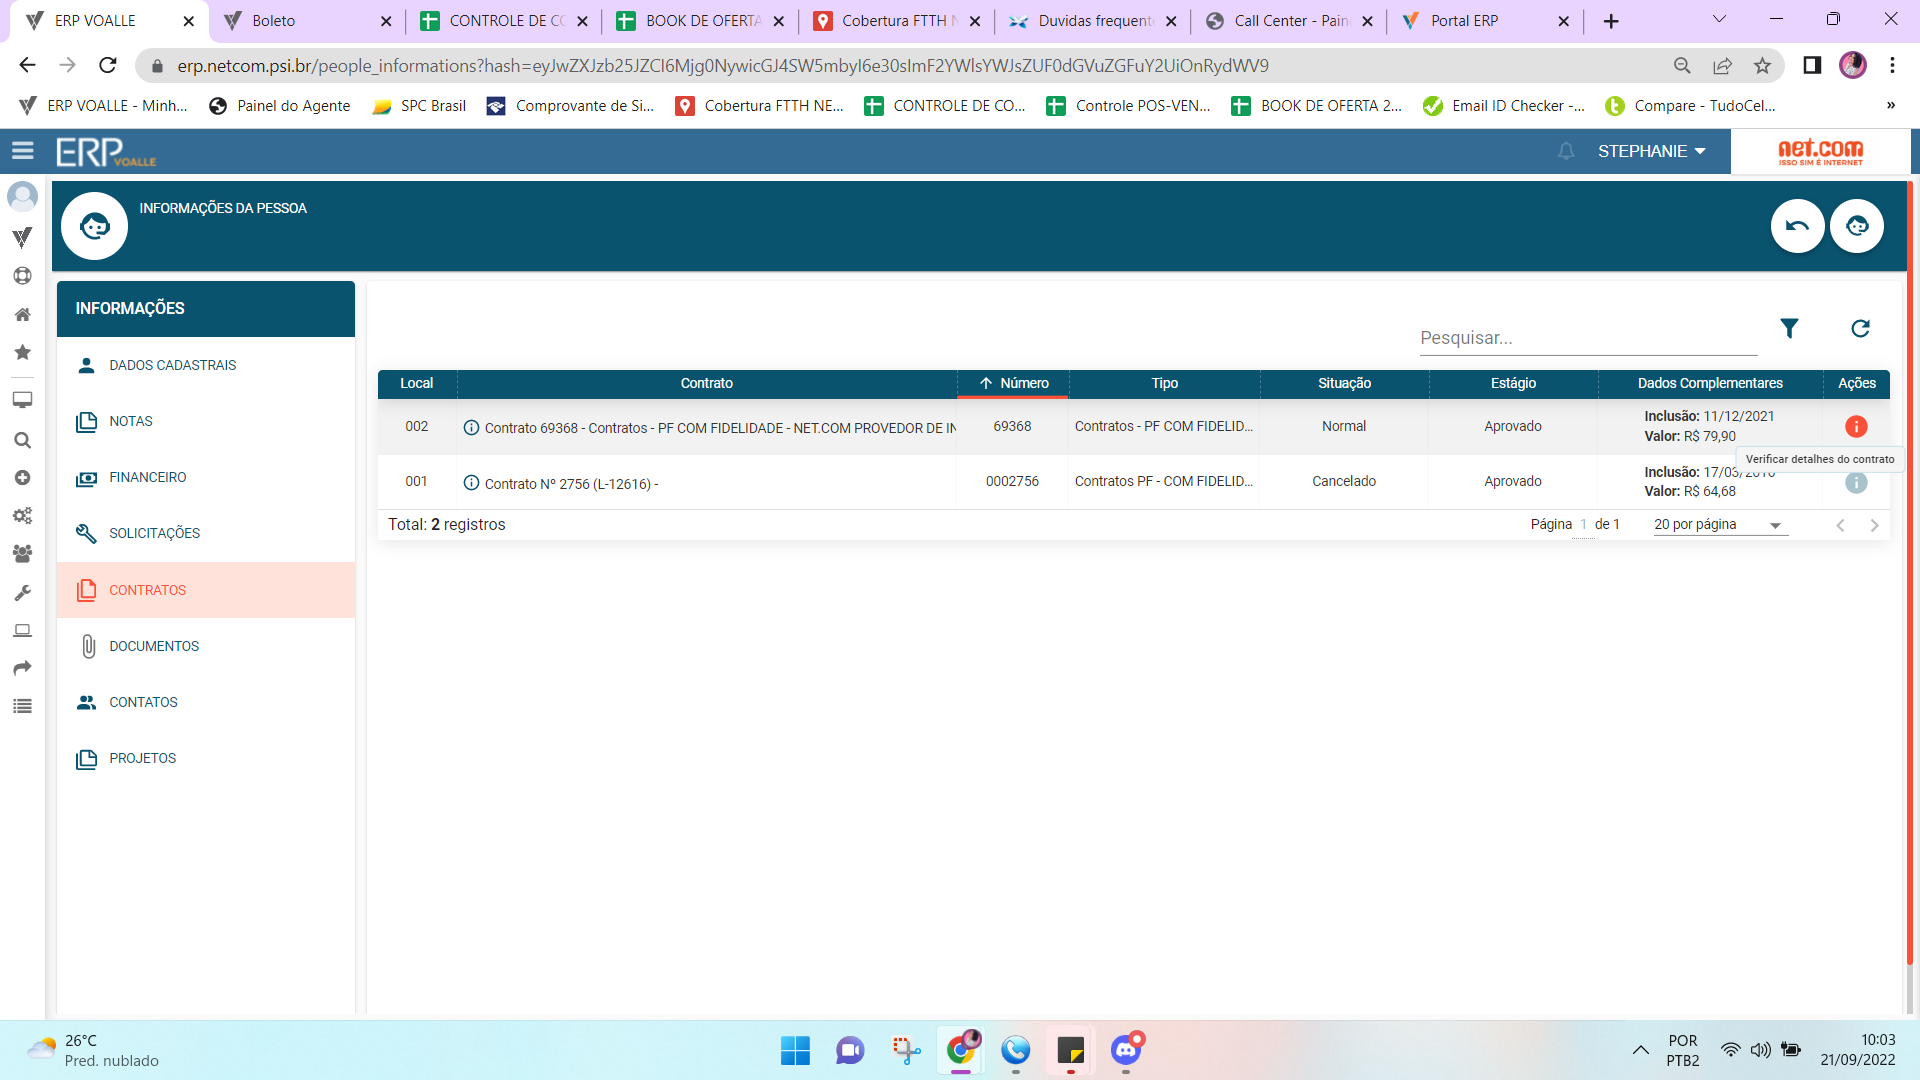 ERP VOALLE
Boleto
CONTROLE DE CO
BOOK DE OFERTA
Cobertura FTTH N
Duvidas frequent
Call Center - Pain
Portal ERP
erp.netcom.psi.br/people_informations?hash=eyJwZXJzb25JZCI6Mjg0NywicGJ4SW5mbyI6e30sImF2YWlsYWJsZUF0dGVuZGFuY2UiOnRydWV9
ERP VOALLE - Minh...
Painel do Agente
SPC Brasil
Comprovante de Si...
Cobertura FTTH NE...
CONTROLE DE CO...
Controle POS-VEN...
BOOK DE OFERTA 2...
Email ID Checker -...
Compare - TudoCel...
»
ERP VOALLE
STEPHANIE
net.com
ISSO SIM É INTERNET
INFORMAÇÕES DA PESSOA
INFORMAÇÕES
DADOS CADASTRAIS
NOTAS
FINANCEIRO
SOLICITAÇÕES
CONTRATOS
DOCUMENTOS
CONTATOS
PROJETOS
Pesquisar...
Local Contrato Número Tipo Situação Estágio Dados Complementares Ações
002 Contrato 69368 - Contratos - PF COM FIDELIDADE - NET.COM PROVEDOR DE IN 69368 Contratos - PF COM FIDELID... Normal Aprovado Inclusão: 11/12/2021
Valor: R$ 79,90
Verificar detalhes do contrato
001 Contrato Nº 2756 (L-12616) - 0002756 Contratos PF - COM FIDELID... Cancelado Aprovado Inclusão: 17/03/2016
Valor: R$ 64,68
Total: 2 registros
Página 1 de 1
20 por página
26°C
Pred. nublado
POR
PTB2
10:03
21/09/2022